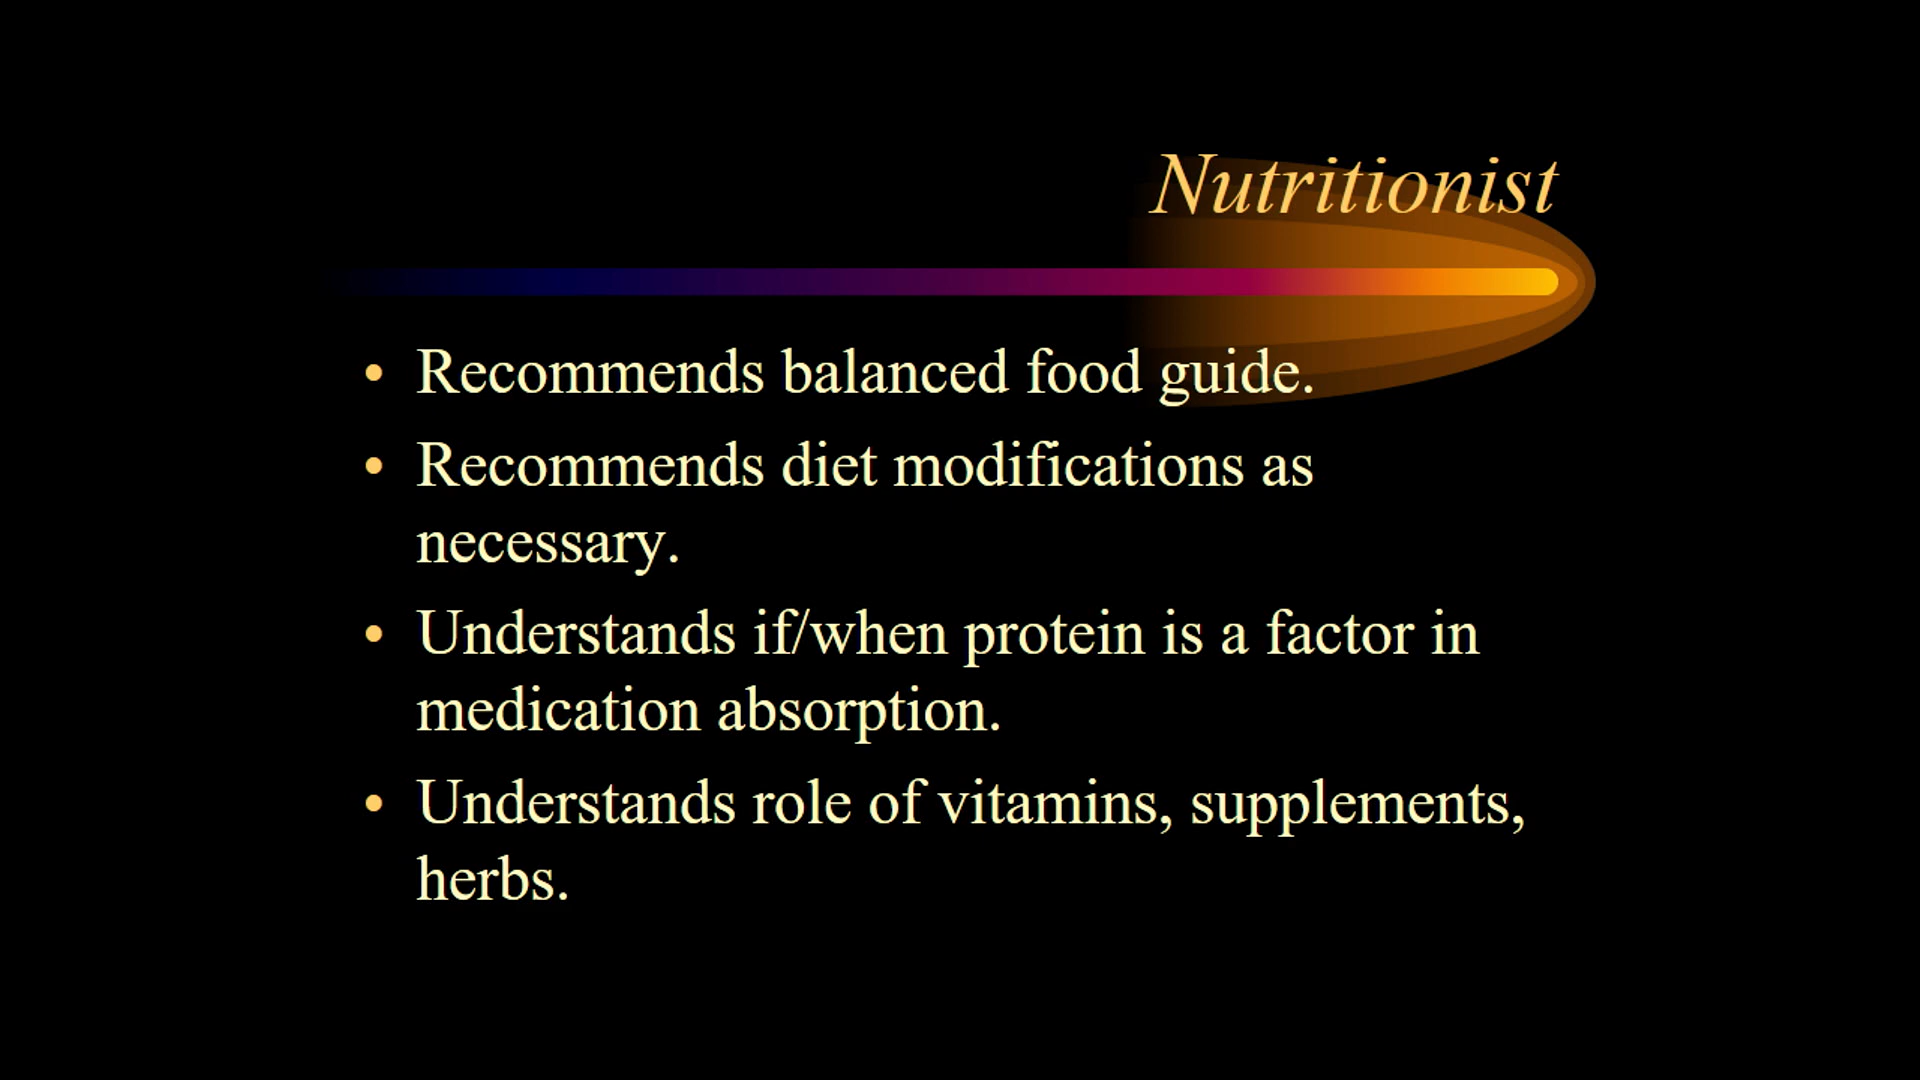 Nutritionist
• Recommends balanced food guide.
• Recommends diet modifications as
necessary.
• Understands if/when protein is a factor in
medication absorption.
• Understands role of vitamins, supplements,
herbs.